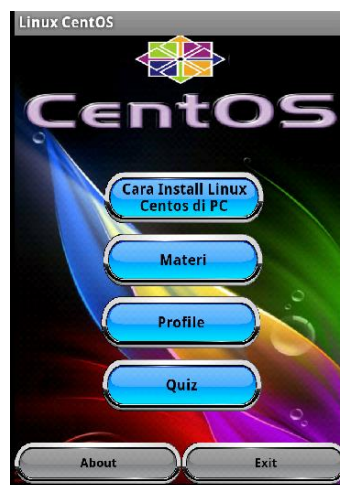 Linux CentOS
CentOS
Cara Install Linux
Centos di PC
Materi
Profile
Quiz
About
Exit